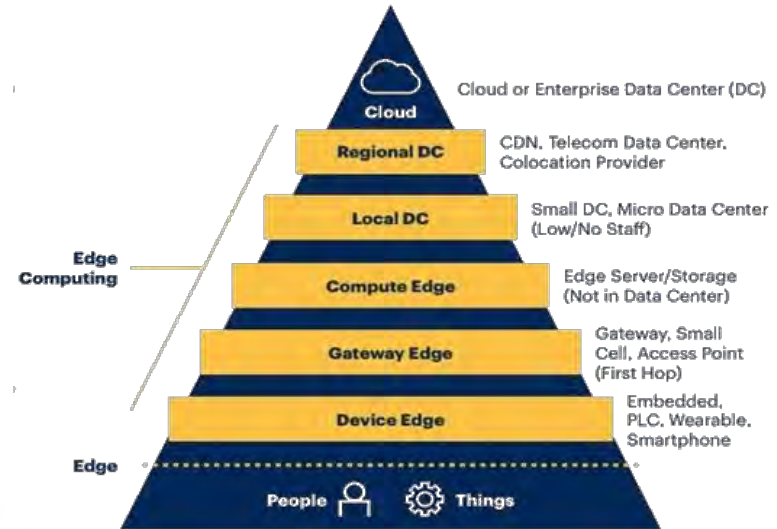 Cloud
Cloud or Enterprise Data Center (DC)
Regional DC
CDN, Telecom Data Center,
Colocation Provider
Local DC
Small DC, Micro Data Center
(Low/No Staff)
Edge
Computing
Compute Edge
Edge Server/Storage
(Not in Data Center)
Gateway Edge
Gateway, Small
Cell, Access Point
(First Hop)
Device Edge
Embedded,
PLC, Wearable,
Smartphone
Edge
People
Things